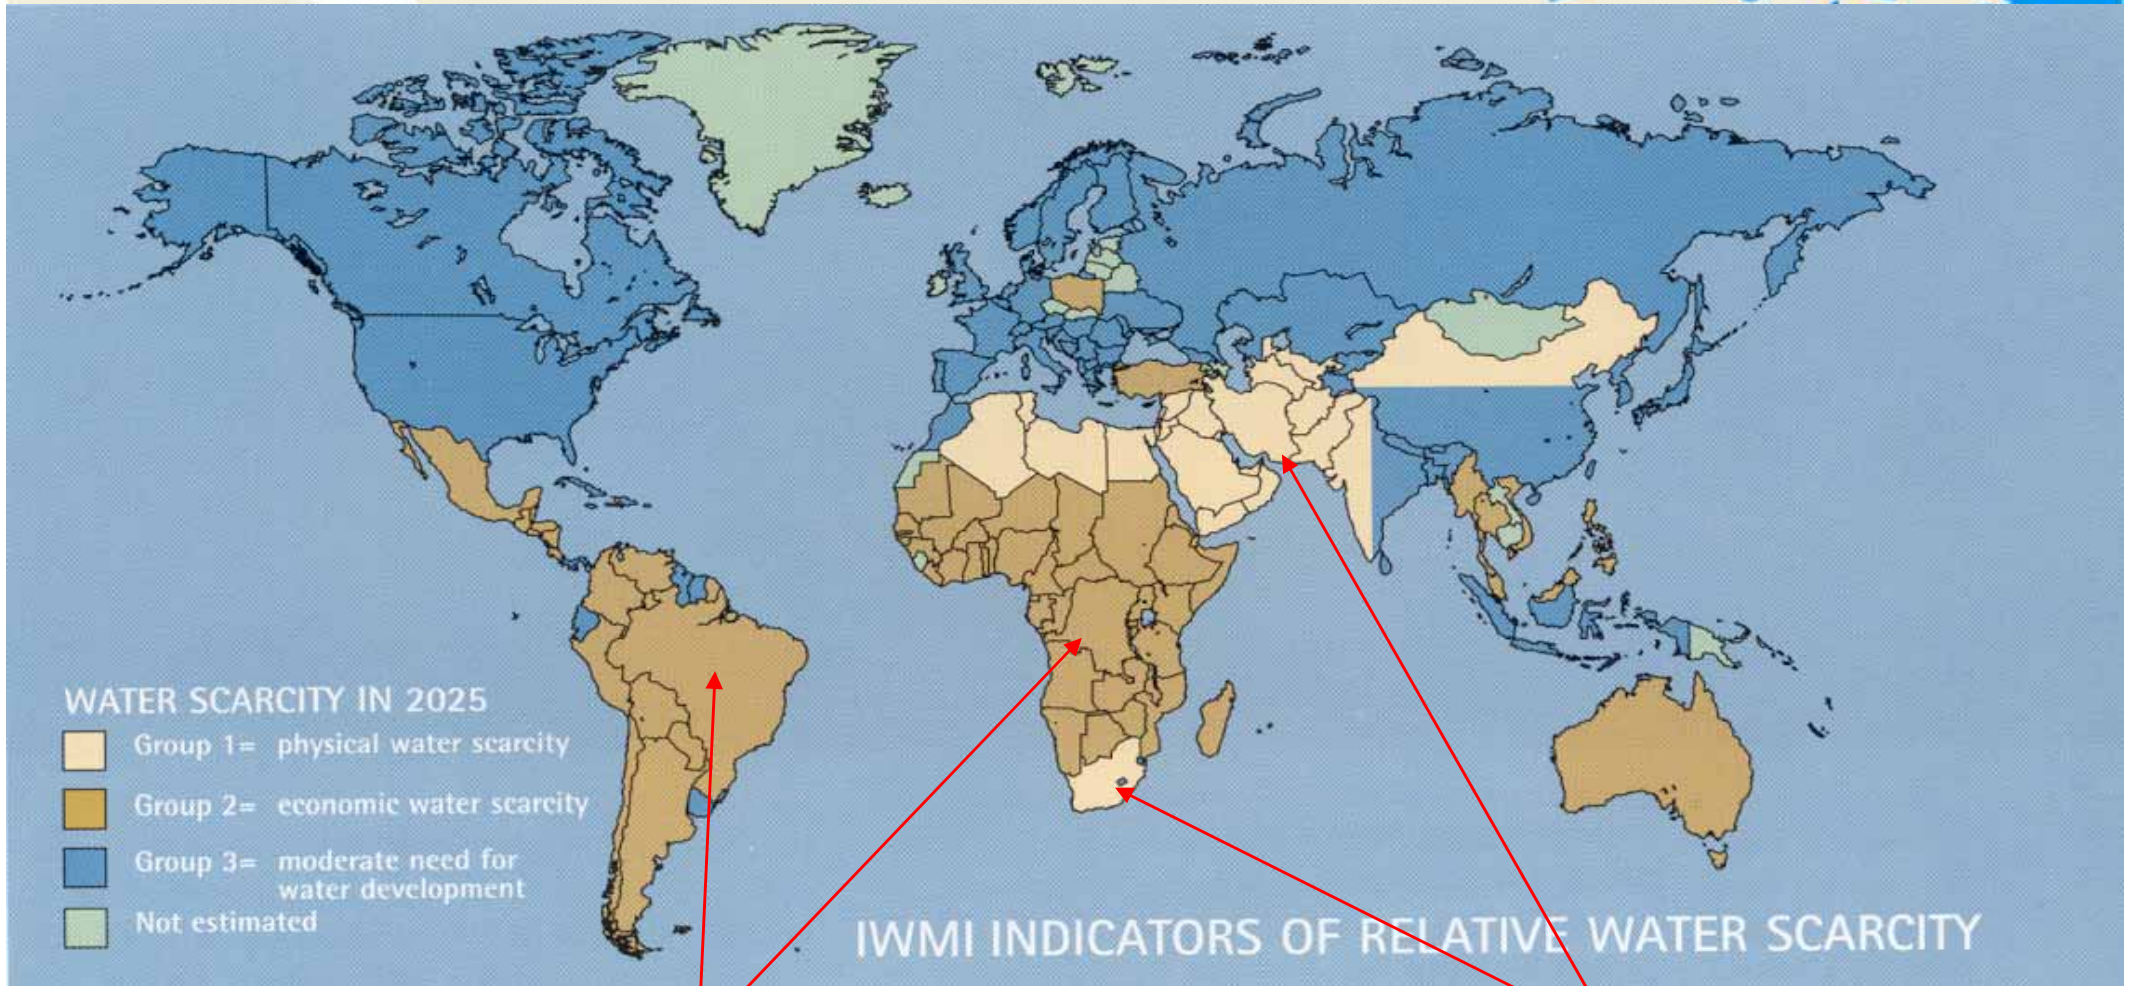 WATER SCARCITY IN 2025
Group 1= physical water scarcity
Group 2= economic water scarcity
Group 3= moderate need for
water development
Not estimated
IWMI INDICATORS OF RELATIVE WATER SCARCITY